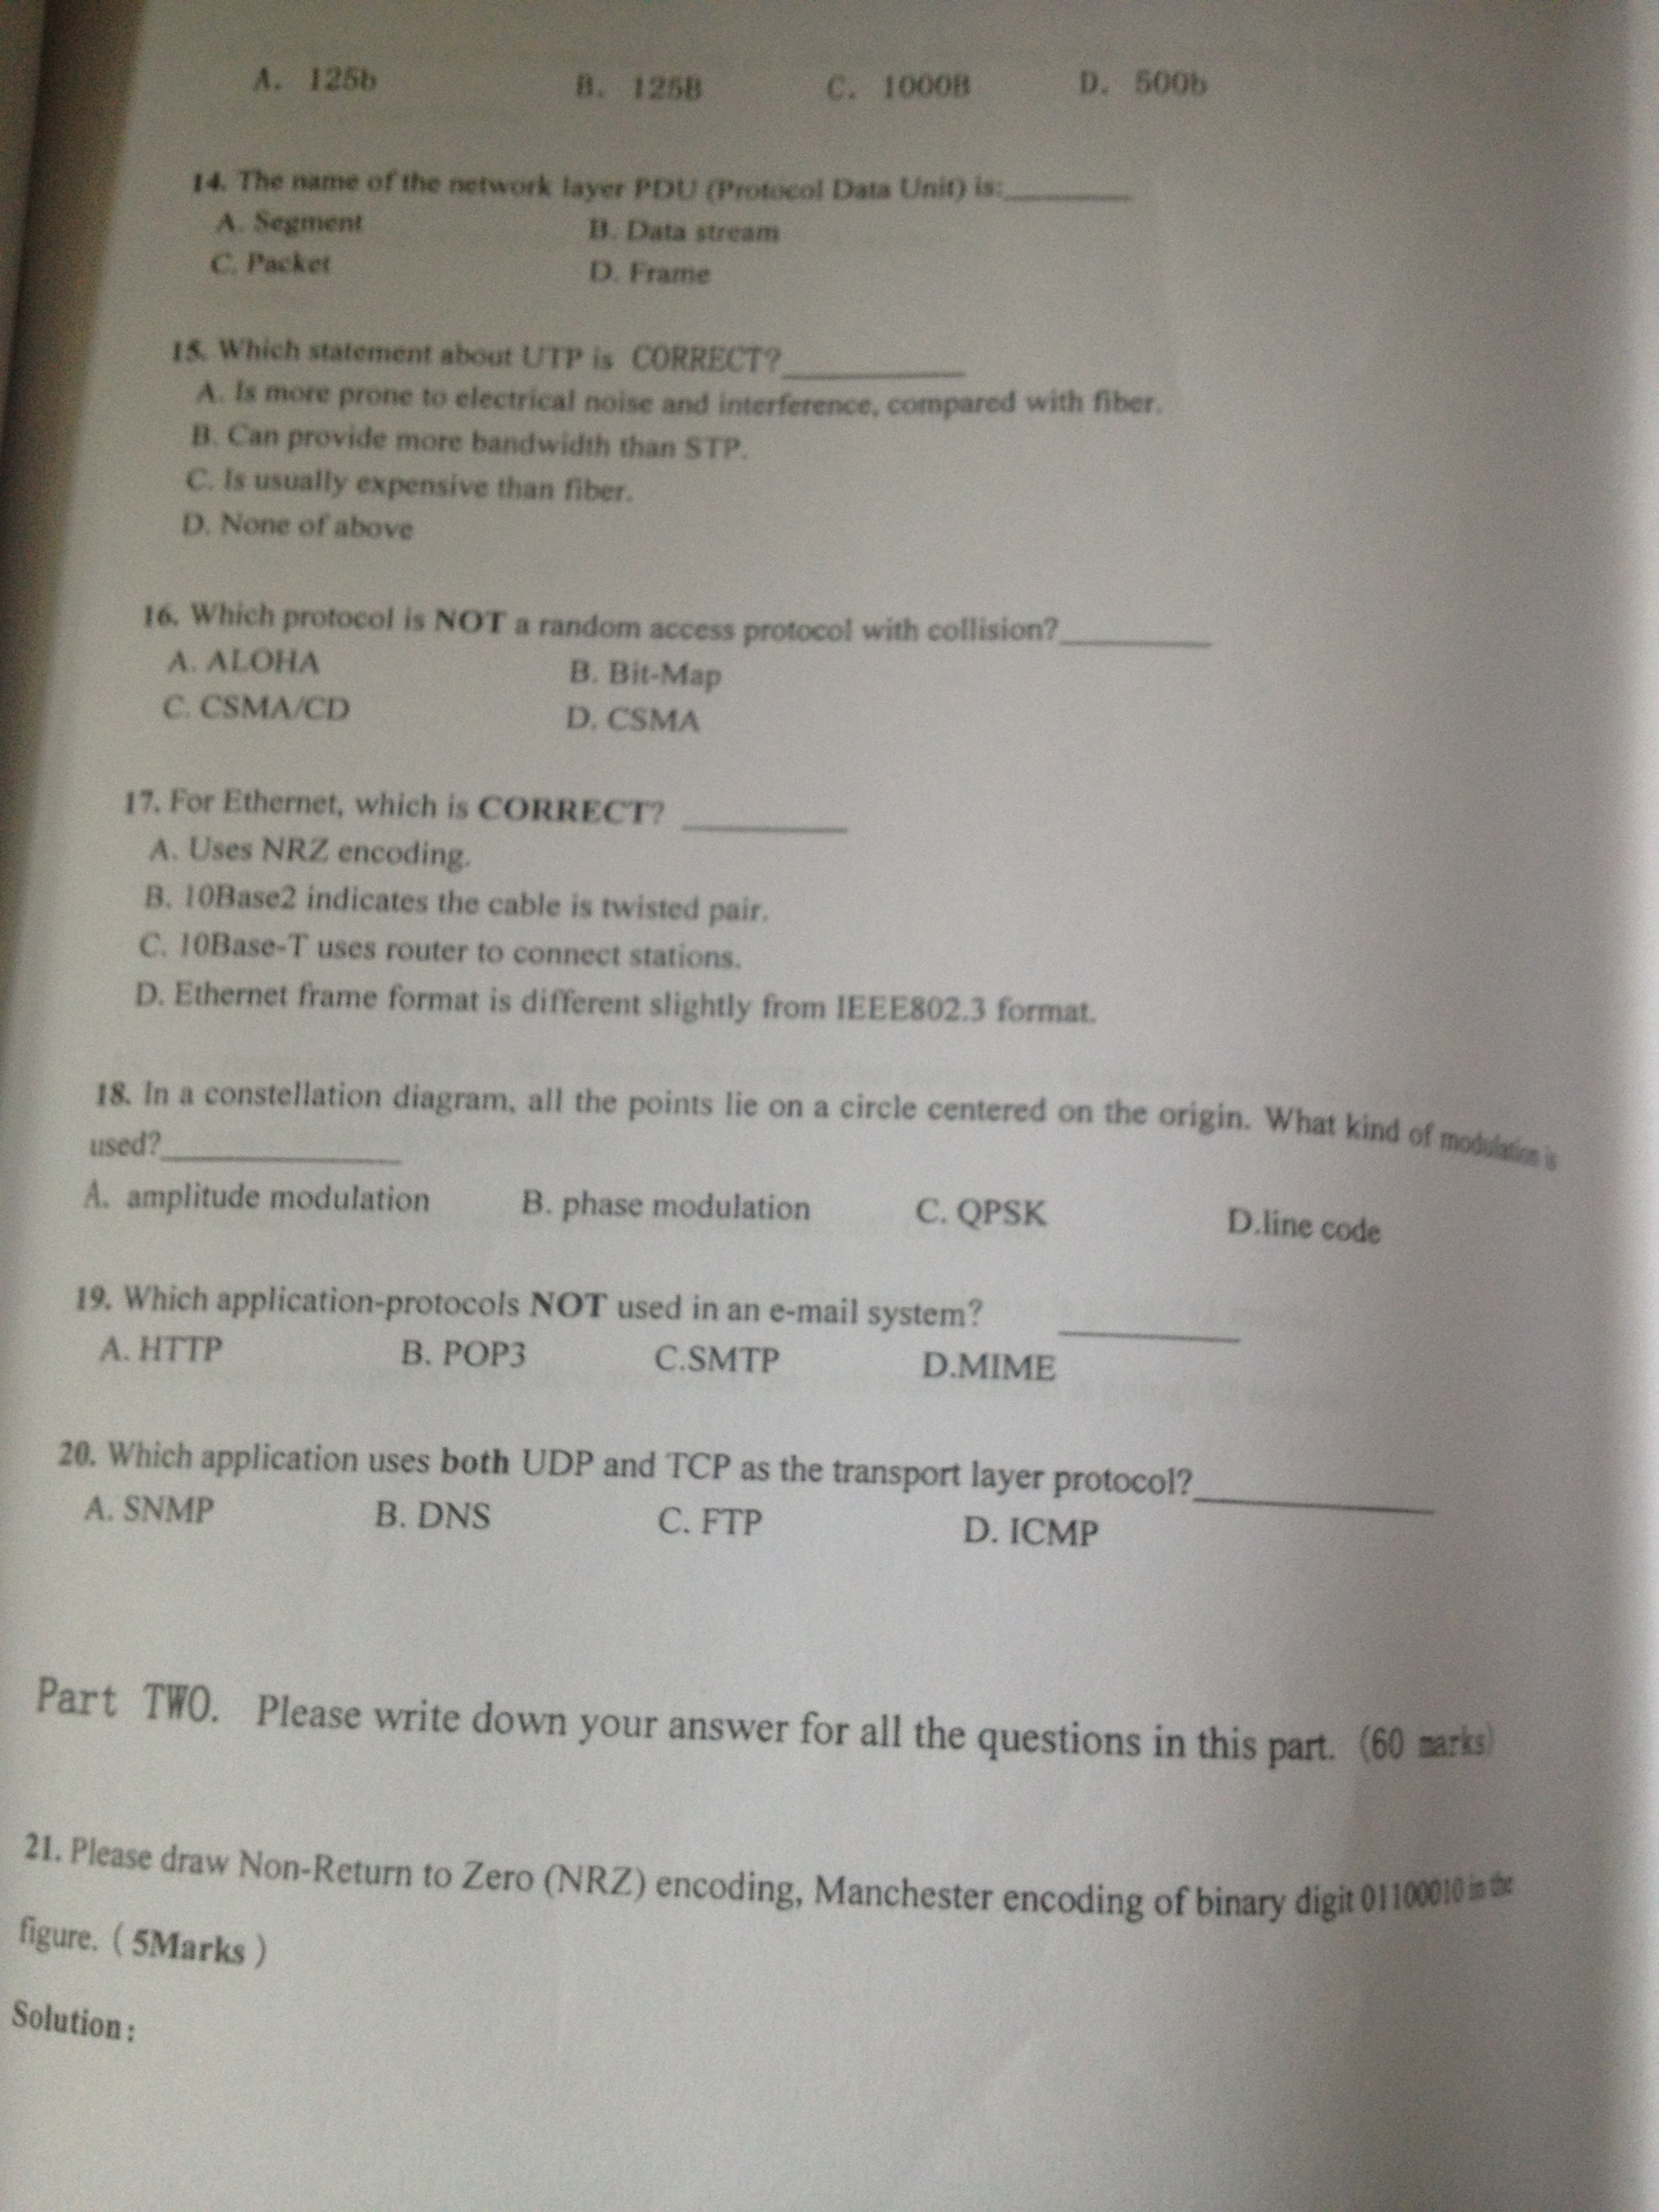 A. 125b B. 125B C. 1000B D. 500b
14. The name of the network layer PDU (Protocol Data Unit) is:
A. Segment B. Data stream
C. Packet D. Frame
15. Which statement about UTP is CORRECT?
A. Is more prone to electrical noise and interference, compared with fiber.
B. Can provide more bandwidth than STP.
C. Is usually expensive than fiber.
D. None of above
16. Which protocol is NOT a random access protocol with collision?
A. ALOHA B. Bit-Map
C. CSMA/CD D. CSMA
17. For Ethernet, which is CORRECT?
A. Uses NRZ encoding.
B. 10Base2 indicates the cable is twisted pair.
C. 10Base-T uses router to connect stations.
D. Ethernet frame format is different slightly from IEEE802.3 format.
18. In a constellation diagram, all the points lie on a circle centered on the origin. What kind of modulation is
used?
A. amplitude modulation B. phase modulation C. QPSK D.line code
19. Which application-protocols NOT used in an e-mail system?
A. HTTP B. POP3 C.SMTP D.MIME
20. Which application uses both UDP and TCP as the transport layer protocol?
A. SNMP B. DNS C. FTP D. ICMP
Part TWO. Please write down your answer for all the questions in this part. (60 marks)
21. Please draw Non-Return to Zero (NRZ) encoding, Manchester encoding of binary digit 01100010 in the
figure. ( 5Marks )
Solution: